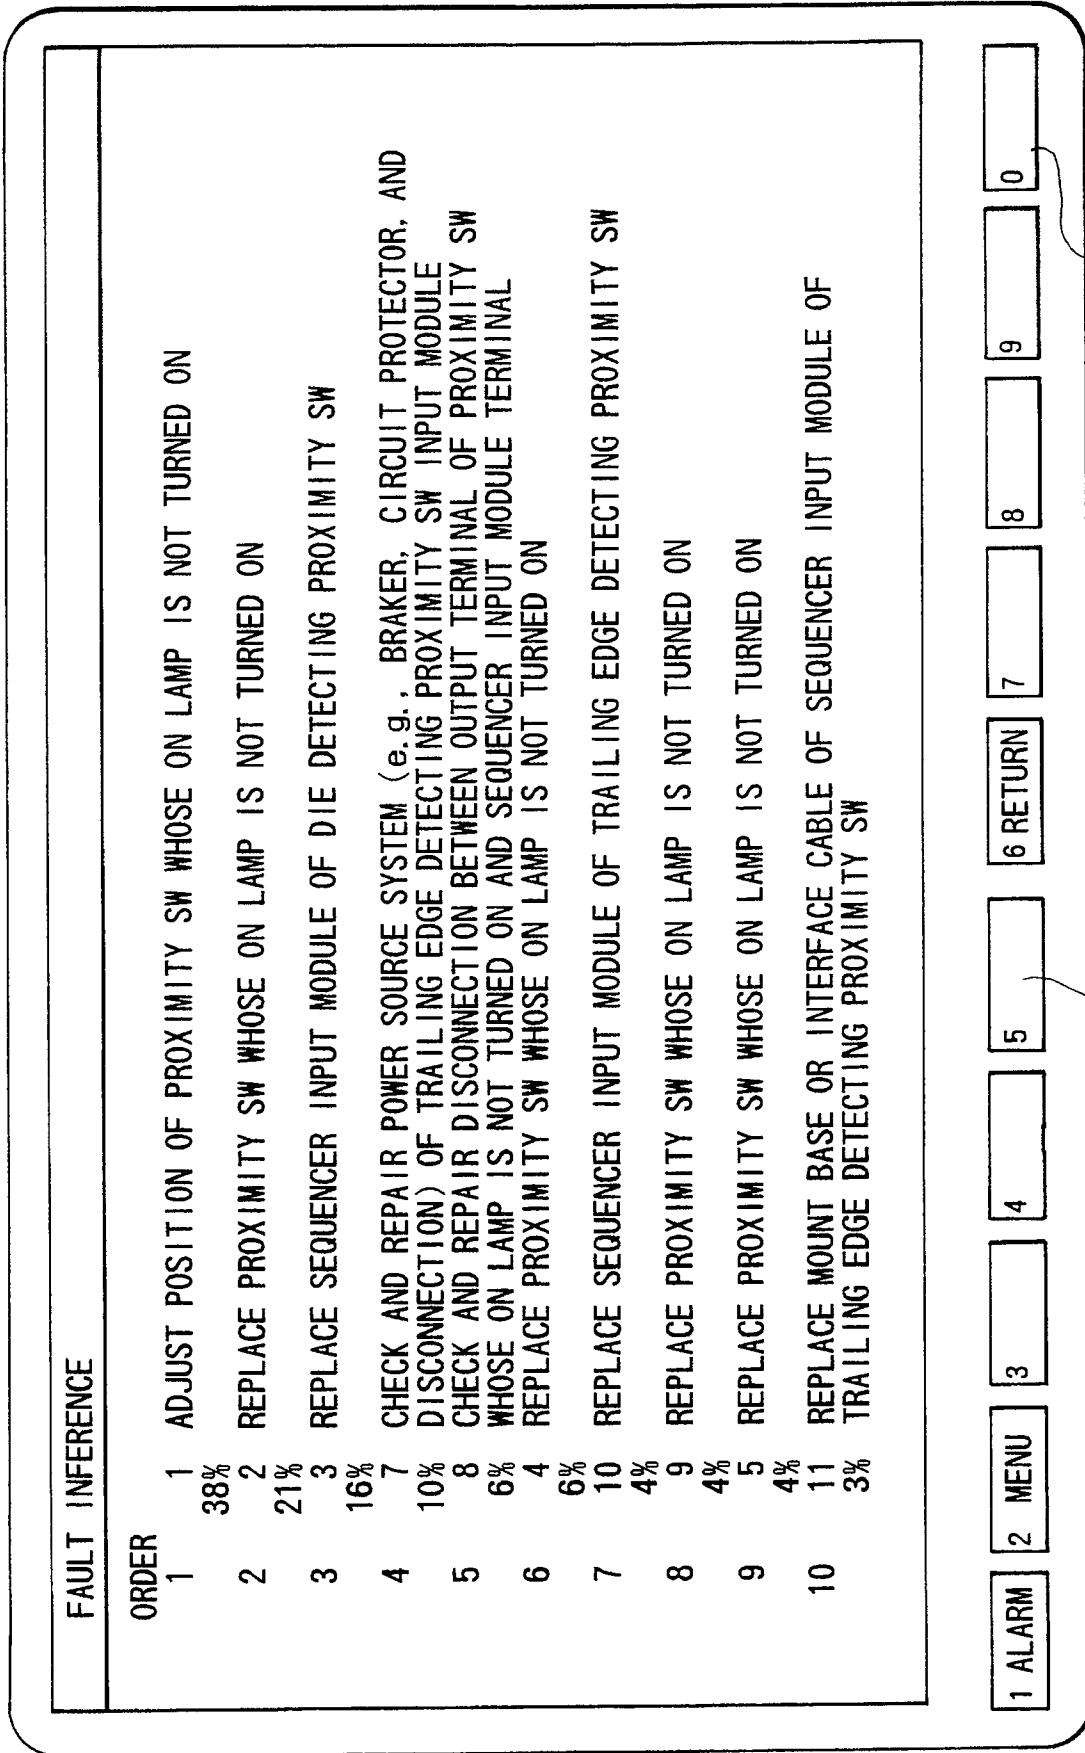 FAULT INFERENCE
ORDER
1 1 ADJUST POSITION OF PROXIMITY SW WHOSE ON LAMP IS NOT TURNED ON
38%
2 2 REPLACE PROXIMITY SW WHOSE ON LAMP IS NOT TURNED ON
21%
3 3 REPLACE SEQUENCER INPUT MODULE OF DIE DETECTING PROXIMITY SW
16%
4 7 CHECK AND REPAIR POWER SOURCE SYSTEM (e.g., BRAKER, CIRCUIT PROTECTOR, AND
10% DISCONNECTION) OF TRAILING EDGE DETECTING PROXIMITY SW INPUT MODULE
5 8 CHECK AND REPAIR DISCONNECTION BETWEEN OUTPUT TERMINAL OF PROXIMITY SW
6% WHOSE ON LAMP IS NOT TURNED ON AND SEQUENCER INPUT MODULE TERMINAL
6 4 REPLACE PROXIMITY SW WHOSE ON LAMP IS NOT TURNED ON
6%
7 10 REPLACE SEQUENCER INPUT MODULE OF TRAILING EDGE DETECTING PROXIMITY SW
4%
8 9 REPLACE PROXIMITY SW WHOSE ON LAMP IS NOT TURNED ON
4%
9 5 REPLACE PROXIMITY SW WHOSE ON LAMP IS NOT TURNED ON
4%
10 11 REPLACE MOUNT BASE OR INTERFACE CABLE OF SEQUENCER INPUT MODULE OF
3% TRAILING EDGE DETECTING PROXIMITY SW
1 ALARM 2 MENU 3 4 5 6 RETURN 7 8 9 0